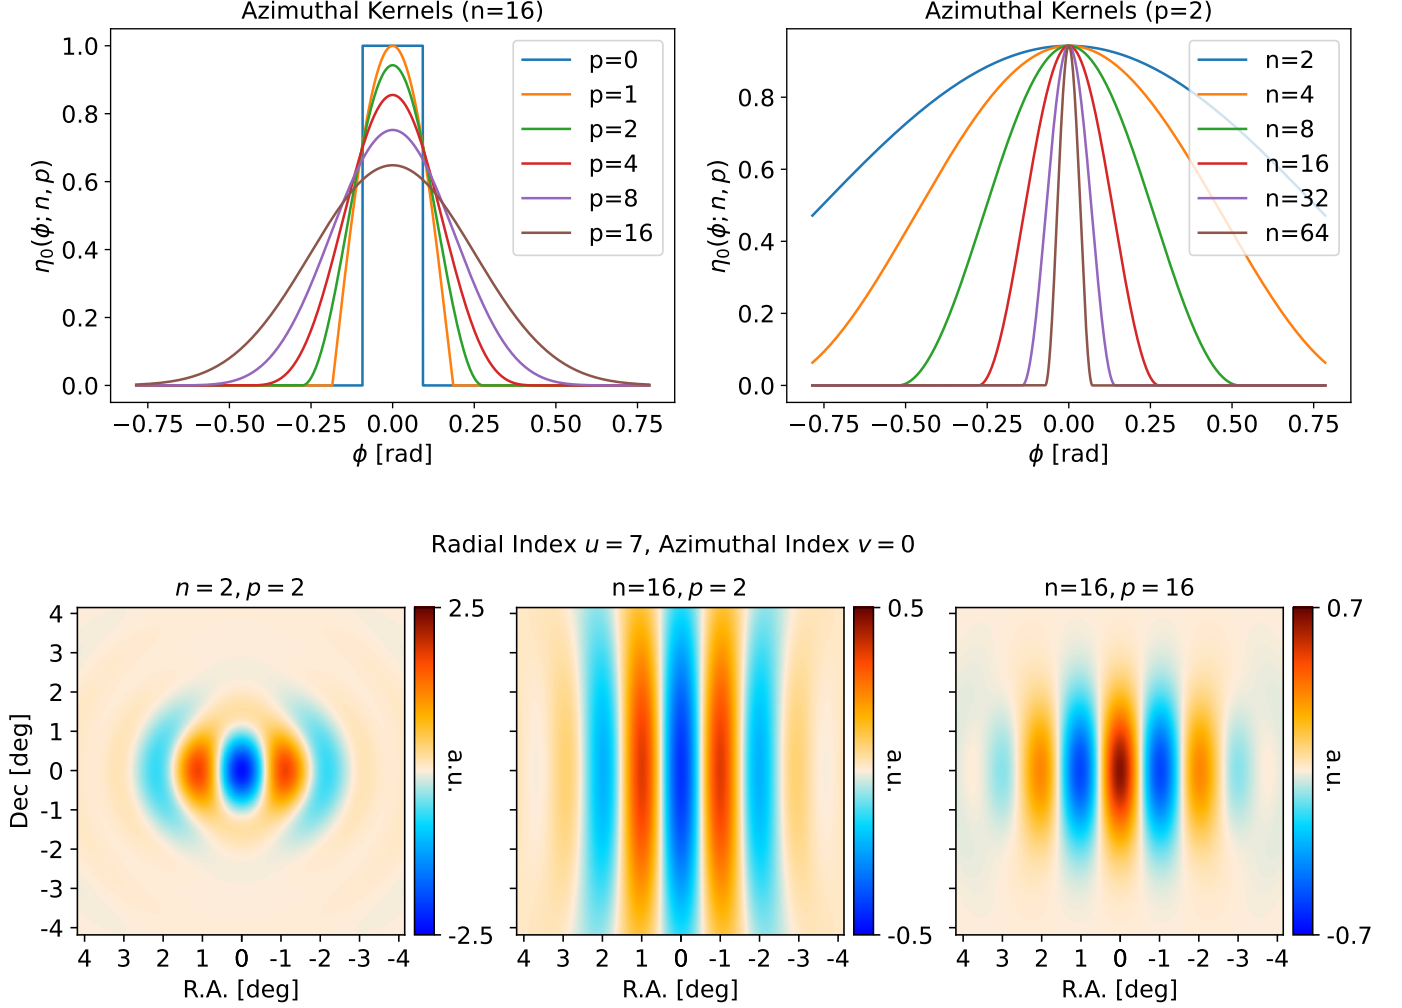 Azimuthal Kernels (n=16)
η₀(ϕ; n, p)
1.0
0.8
0.6
0.4
0.2
0.0
p=0
p=1
p=2
p=4
p=8
p=16
−0.75 −0.50 −0.25 0.00 0.25 0.50 0.75
ϕ [rad]
Azimuthal Kernels (p=2)
η₀(ϕ; n, p)
0.8
0.6
0.4
0.2
0.0
n=2
n=4
n=8
n=16
n=32
n=64
−0.75 −0.50 −0.25 0.00 0.25 0.50 0.75
ϕ [rad]
Radial Index u = 7, Azimuthal Index v = 0
n = 2, p = 2
Dec [deg]
4
3
2
1
0
-1
-2
-3
-4
4 3 2 1 0 -1 -2 -3 -4
R.A. [deg]
2.5
a.u.
-2.5
n=16, p = 2
4 3 2 1 0 -1 -2 -3 -4
R.A. [deg]
0.5
a.u.
-0.5
n=16, p = 16
4 3 2 1 0 -1 -2 -3 -4
R.A. [deg]
0.7
a.u.
-0.7